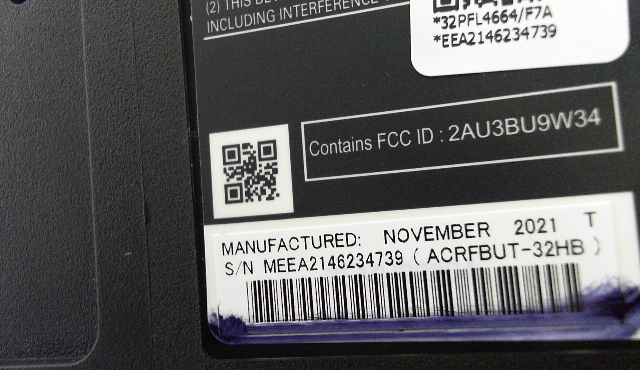 (2) THIS DE
INCLUDING INTERFERENCE
*32PFL4664/F7A
*EEA2146234739
Contains FCC ID : 2AU3BU9W34
MANUFACTURED: NOVEMBER 2021 T
S/N MEEA2146234739 ( ACRFBUT-32HB )